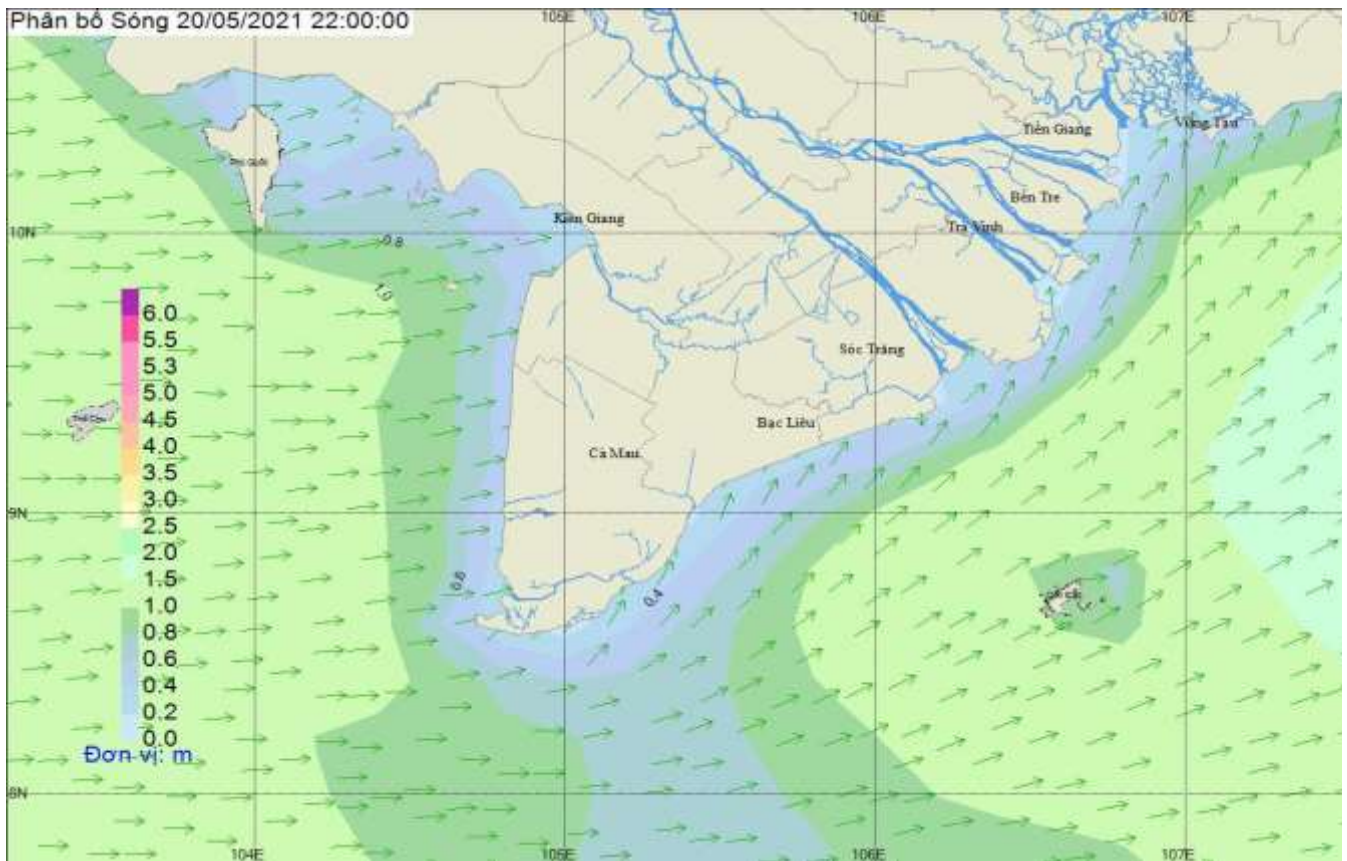 Phân bố Sóng 20/05/2021 22:00:00
105E
106E
107E
Tiền Giang
Vũng Tàu
Bến Tre
Kiên Giang
Trà Vinh
10N
0.8
1.0
6.0
5.5
5.3
5.0
4.5
4.0
3.5
3.0
2.5
2.0
1.5
1.0
0.8
0.6
0.4
0.2
0.0
Đơn vị: m
Sóc Trăng
Bạc Liêu
Cà Mau
9N
0.6
0.4
8N
104E
105E
106E
107E